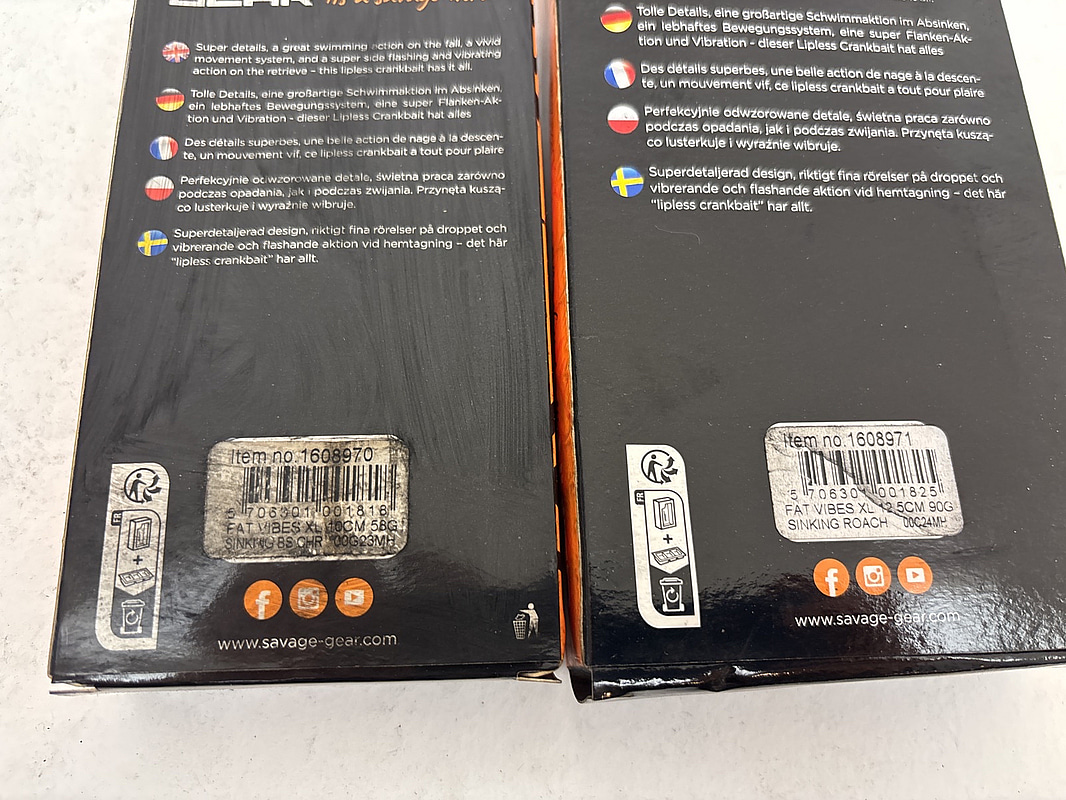 GEAR
Super details, a great swimming action on the fall, a vivid
movement system, and a super side flashing and vibrating
action on the retrieve – this lipless crankbait has it all.
Tolle Details, eine großartige Schwimmaktion im Absinken,
ein lebhaftes Bewegungssystem, eine super Flanken-Ak-
tion und Vibration - dieser Lipless Crankbait hat alles
Des détails superbes, une belle action de nage à la descen-
te, un mouvement vif, ce lipless crankbait a tout pour plaire
Perfekcyjnie odwzorowane detale, świetna praca zarówno
podczas opadania, jak i podczas zwijania. Przynęta kuszą-
co lusterkuje i wyraźnie wibruje.
Superdetaljerad design, riktigt fina rörelser på droppet och
vibrerande och flashande aktion vid hemtagning – det här
"lipless crankbait" har allt.
Item no.1608970
5 706301 001818
FAT VIBES XL 10CM 58G
SINKING BS CHR 00G23MH
FR
+
www.savage-gear.com
Tolle Details, eine großartige Schwimmaktion im Absinken,
ein lebhaftes Bewegungssystem, eine super Flanken-Ak-
tion und Vibration - dieser Lipless Crankbait hat alles
Des détails superbes, une belle action de nage à la descen-
te, un mouvement vif, ce lipless crankbait a tout pour plaire
Perfekcyjnie odwzorowane detale, świetna praca zarówno
podczas opadania, jak i podczas zwijania. Przynęta kuszą-
co lusterkuje i wyraźnie wibruje.
Superdetaljerad design, riktigt fina rörelser på droppet och
vibrerande och flashande aktion vid hemtagning – det här
"lipless crankbait" har allt.
Item no.1608971
5 706301 001825
FAT VIBES XL 12.5CM 90G
SINKING ROACH 00C24MH
FR
+
www.savage-gear.com